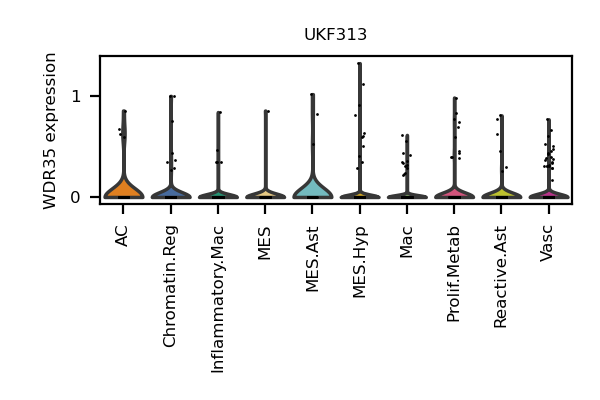 UKF313
WDR35 expression
1
0
AC
Chromatin.Reg
Inflammatory.Mac
MES
MES.Ast
MES.Hyp
Mac
Prolif.Metab
Reactive.Ast
Vasc